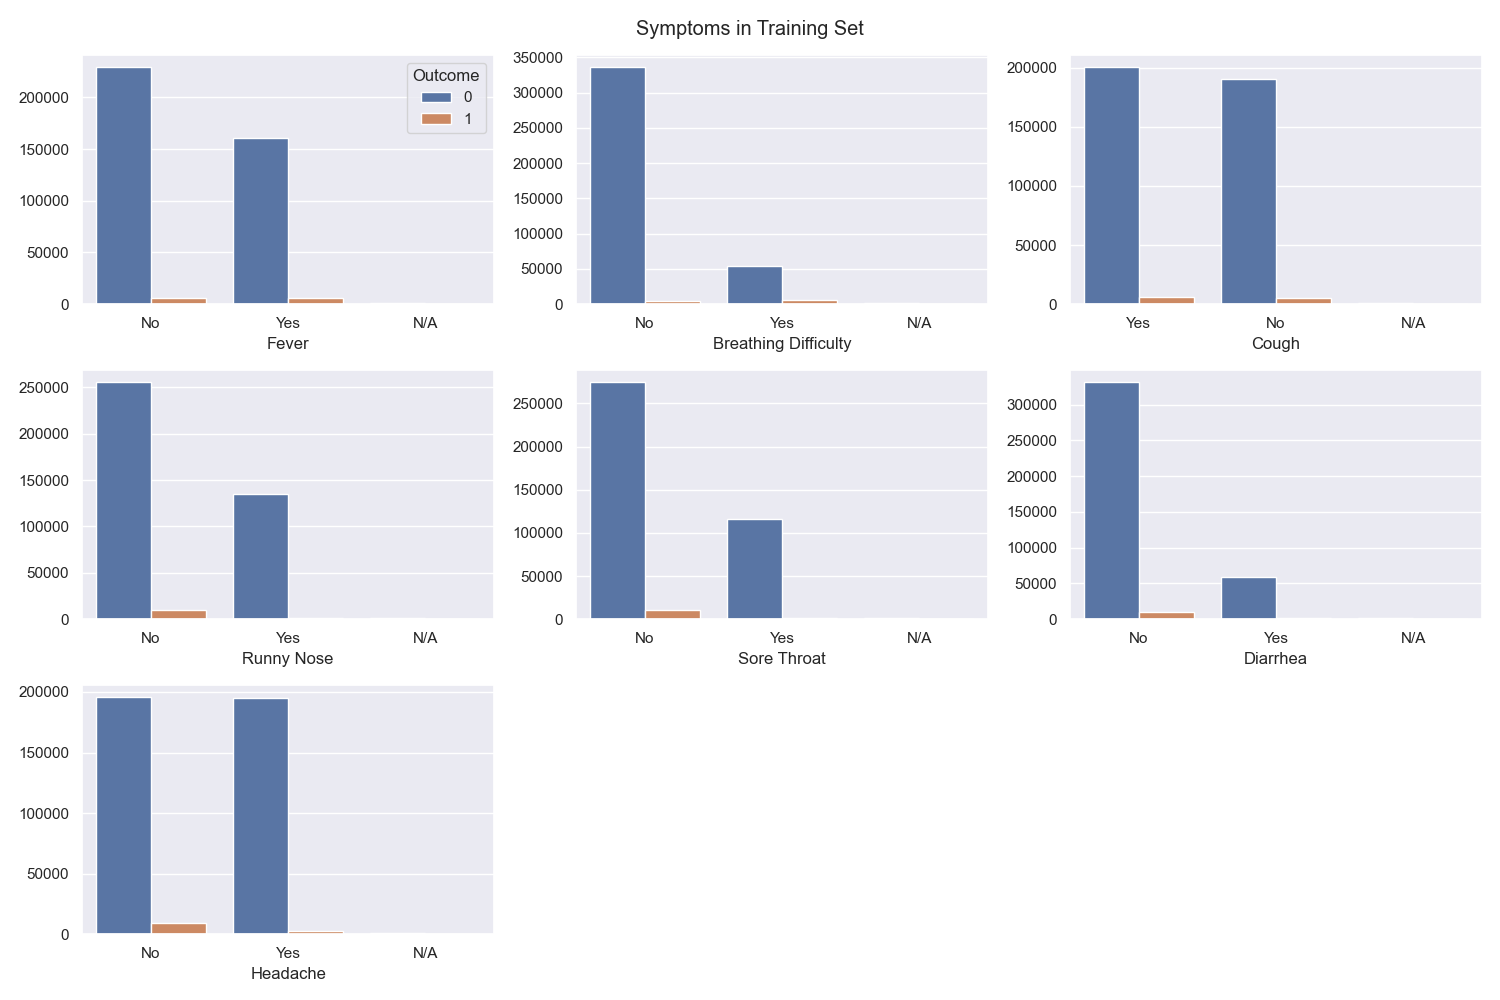 Symptoms in Training Set
200000
150000
100000
50000
0
Outcome
0
1
No Yes N/A
Fever
350000
300000
250000
200000
150000
100000
50000
0
No Yes N/A
Breathing Difficulty
200000
150000
100000
50000
0
Yes No N/A
Cough
250000
200000
150000
100000
50000
0
No Yes N/A
Runny Nose
250000
200000
150000
100000
50000
0
No Yes N/A
Sore Throat
300000
250000
200000
150000
100000
50000
0
No Yes N/A
Diarrhea
200000
150000
100000
50000
0
No Yes N/A
Headache